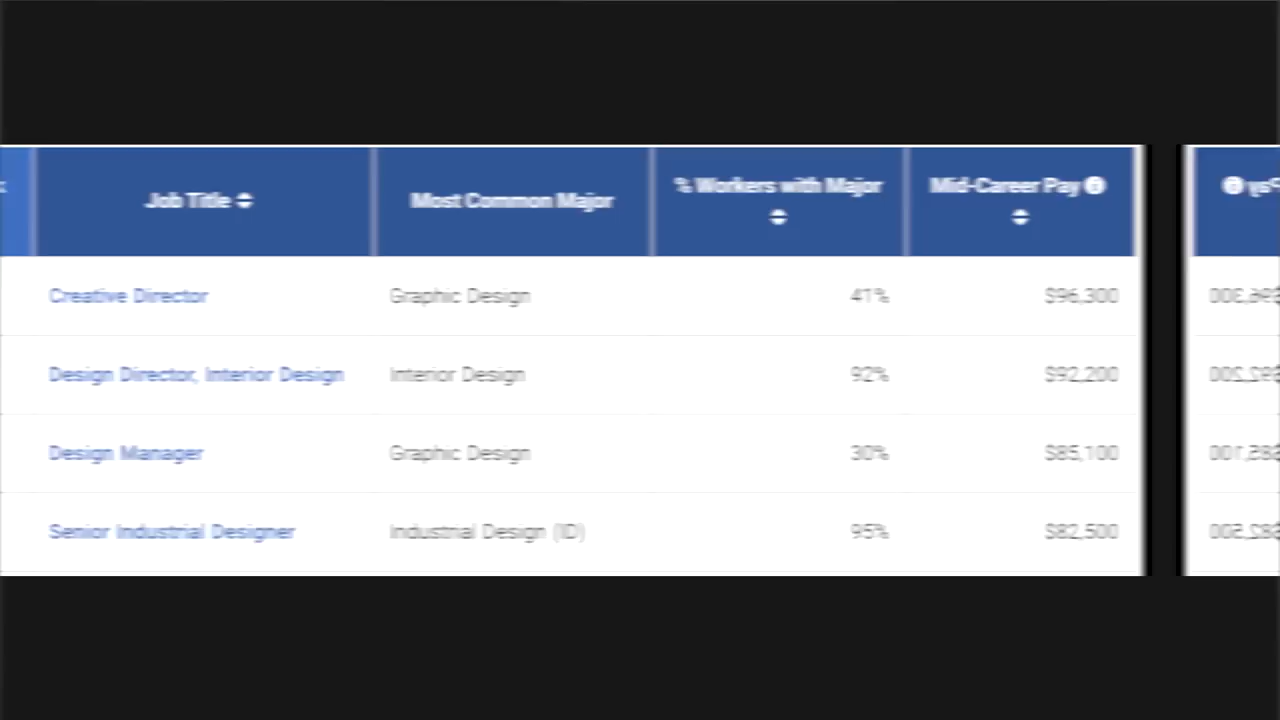 Job Title Most Common Major % Workers with Major Mid-Career Pay
Creative Director Graphic Design 41% $96,300
Design Director, Interior Design Interior Design 92% $92,200
Design Manager Graphic Design 30% $85,100
Senior Industrial Designer Industrial Design (ID) 95% $82,500